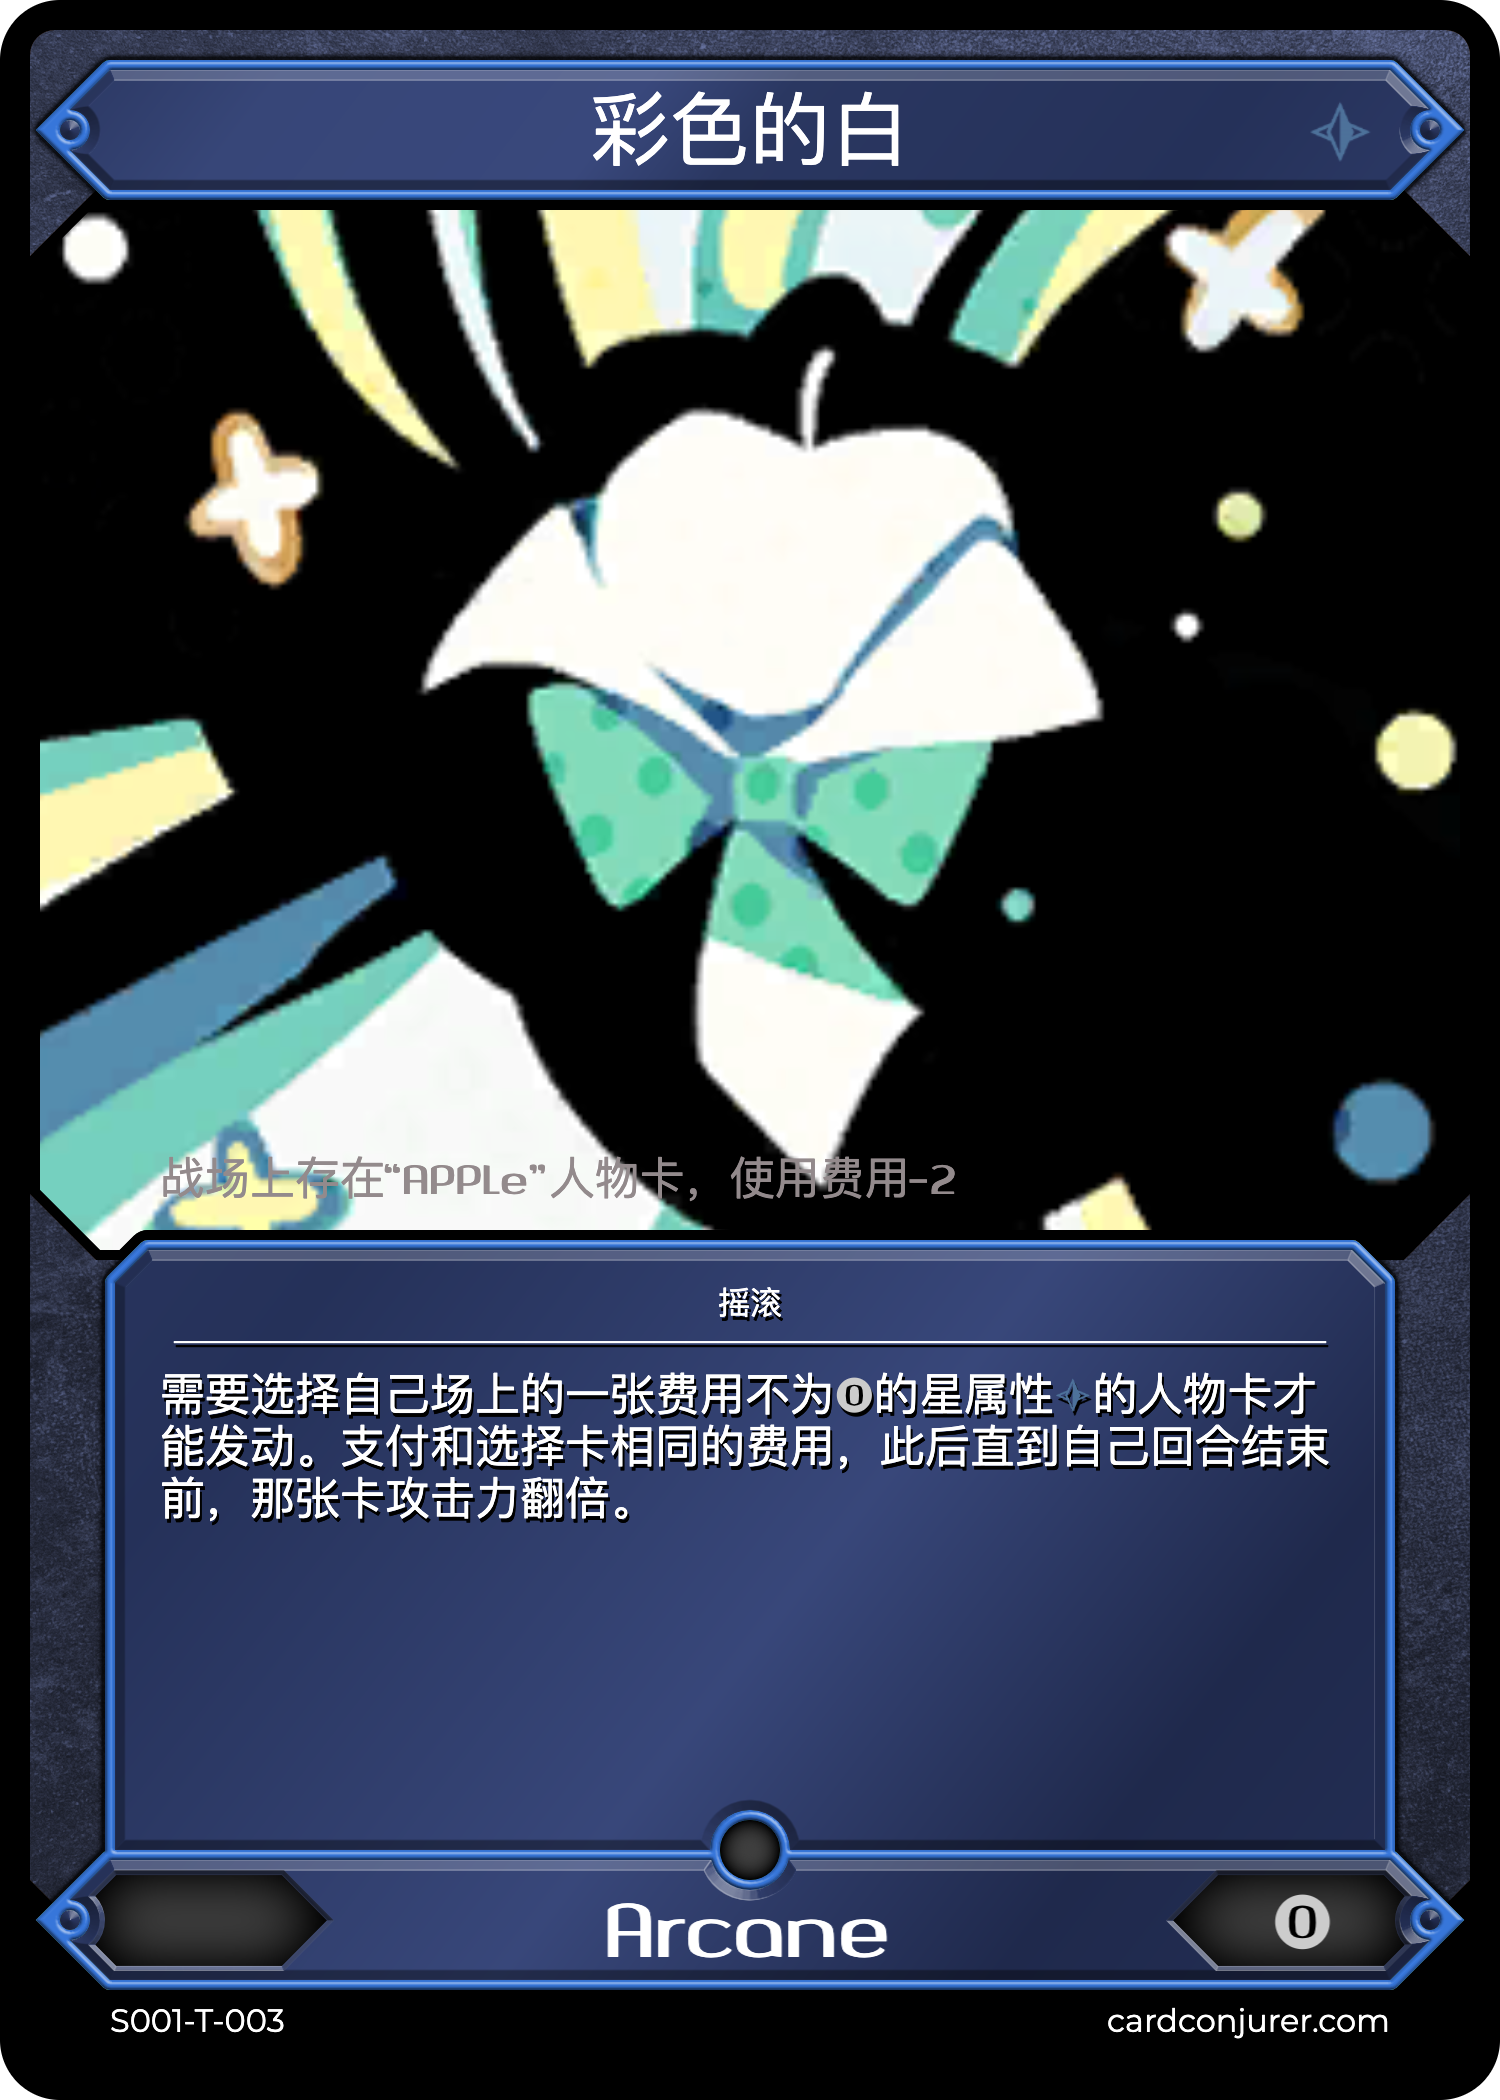 彩色的白
战场上存在“APPLe”人物卡，使用费用-2
摇滚
需要选择自己场上的一张费用不为0的星属性的人物卡才
能发动。支付和选择卡相同的费用，此后直到自己回合结束
前，那张卡攻击力翻倍。
Arcane
0
S001-T-003
cardconjurer.com